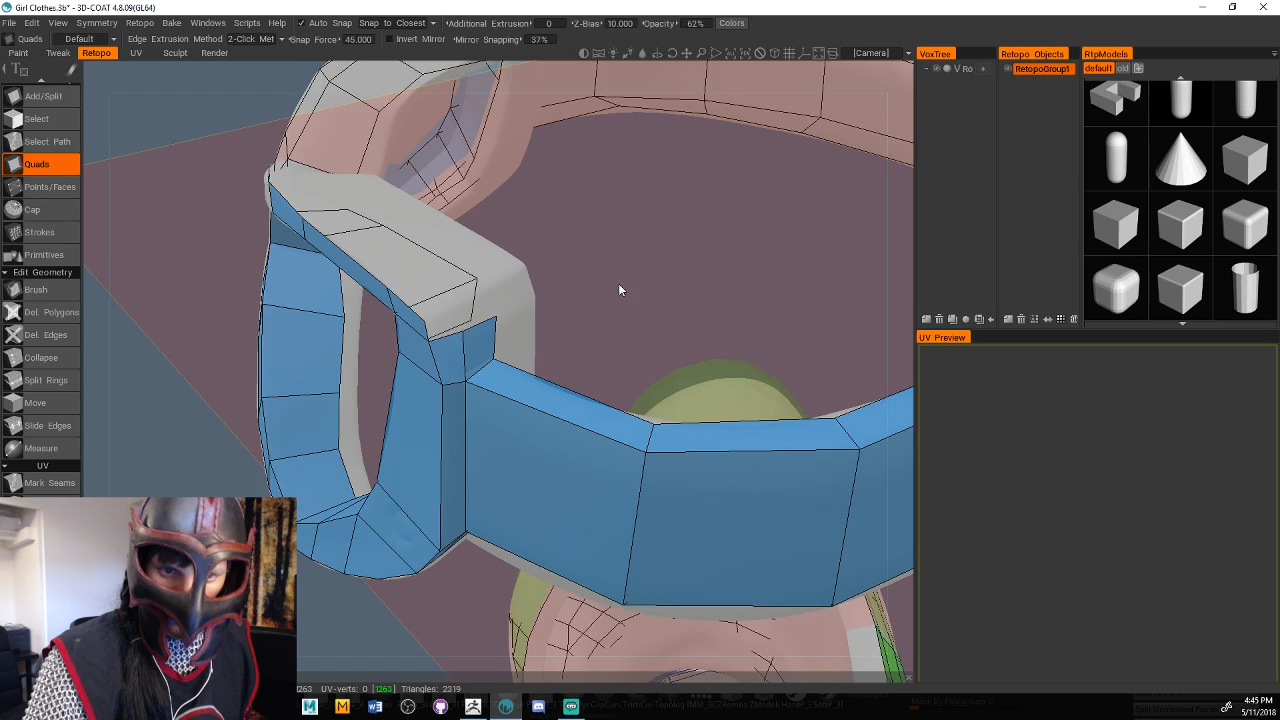 Girl Clothes.3b* - 3D-COAT 4.8.09(GL64)
File Edit View Symmetry Retopo Bake Windows Scripts Help Auto Snap Snap to Closest Additional Extrusion 0 Z-Bias 10.000 Opacity 62% Colors
Quads Default Edge Extrusion Method 2-Click Met Snap Force 45.000 Invert Mirror Mirror Snapping 37%
Paint Tweak Retopo UV Sculpt Render [Camera] VoxTree Retopo Objects RtpModels
V Ro + RetopoGroup1 default old
Add/Split
Select
Select Path
Quads
Points/Faces
Cap
Strokes
Primitives
Edit Geometry
Brush
Del. Polygons
Del. Edges
Collapse
Split Rings
Move
Slide Edges
Measure
UV
Mark Seams
UV Preview
1263 UV-verts: 0 [1263] Triangles: 2319
4:45 PM
5/11/2018